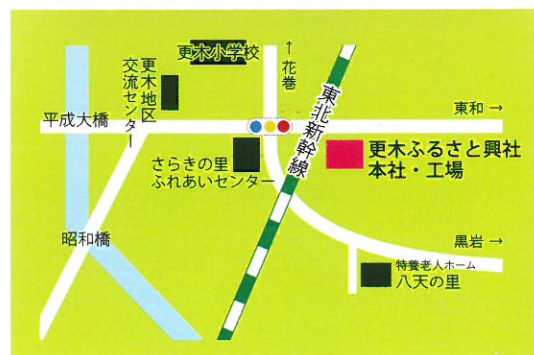 更木小学校
↑花巻
更木地区
交流センター
東北新幹線
平成大橋
東和 →
さらきの里
ふれあいセンター
更木ふるさと興社
本社・工場
昭和橋
黒岩 →
特養老人ホーム
八天の里